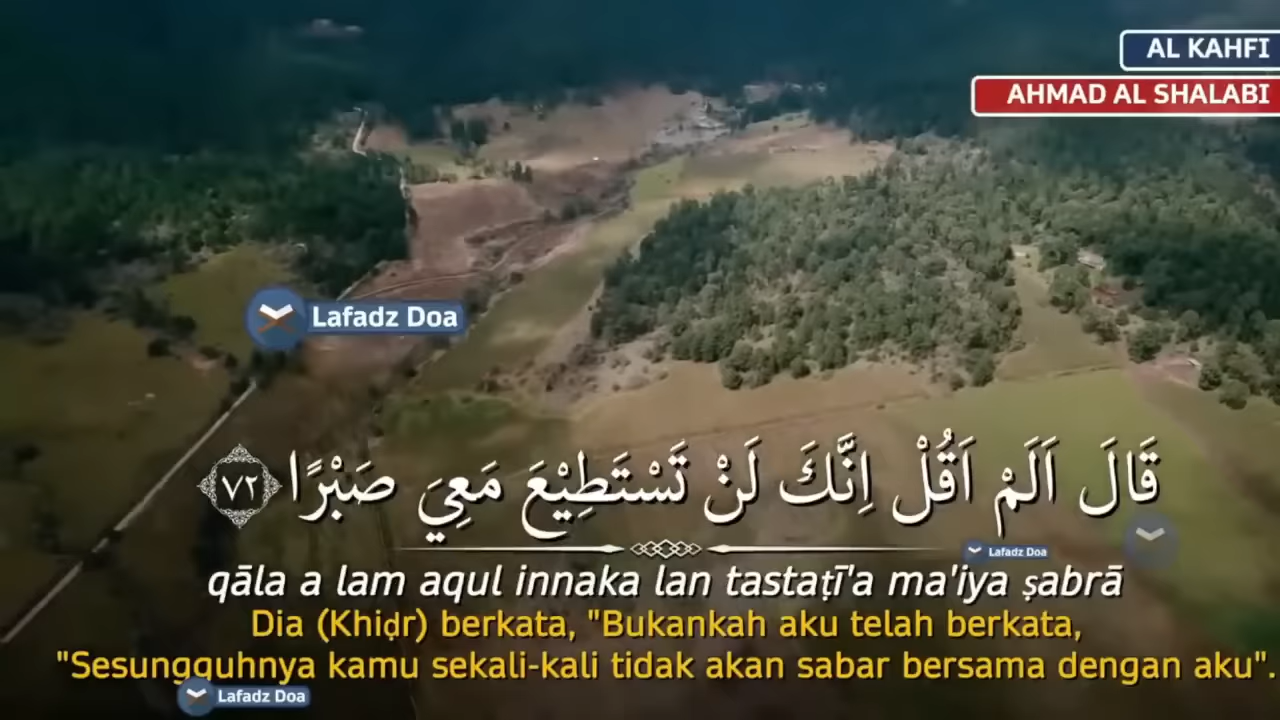 AL KAHFI
AHMAD AL SHALABI
Lafadz Doa
قَالَ اَلَمْ اَقُلْ اِنَّكَ لَنْ تَسْتَطِيْعَ مَعِيَ صَبْرًا ٧٢
Lafadz Doa
qāla a lam aqul innaka lan tastaṭī'a ma'iya ṣabrā
Dia (Khiḍr) berkata, "Bukankah aku telah berkata,
"Sesungguhnya kamu sekali-kali tidak akan sabar bersama dengan aku".
Lafadz Doa